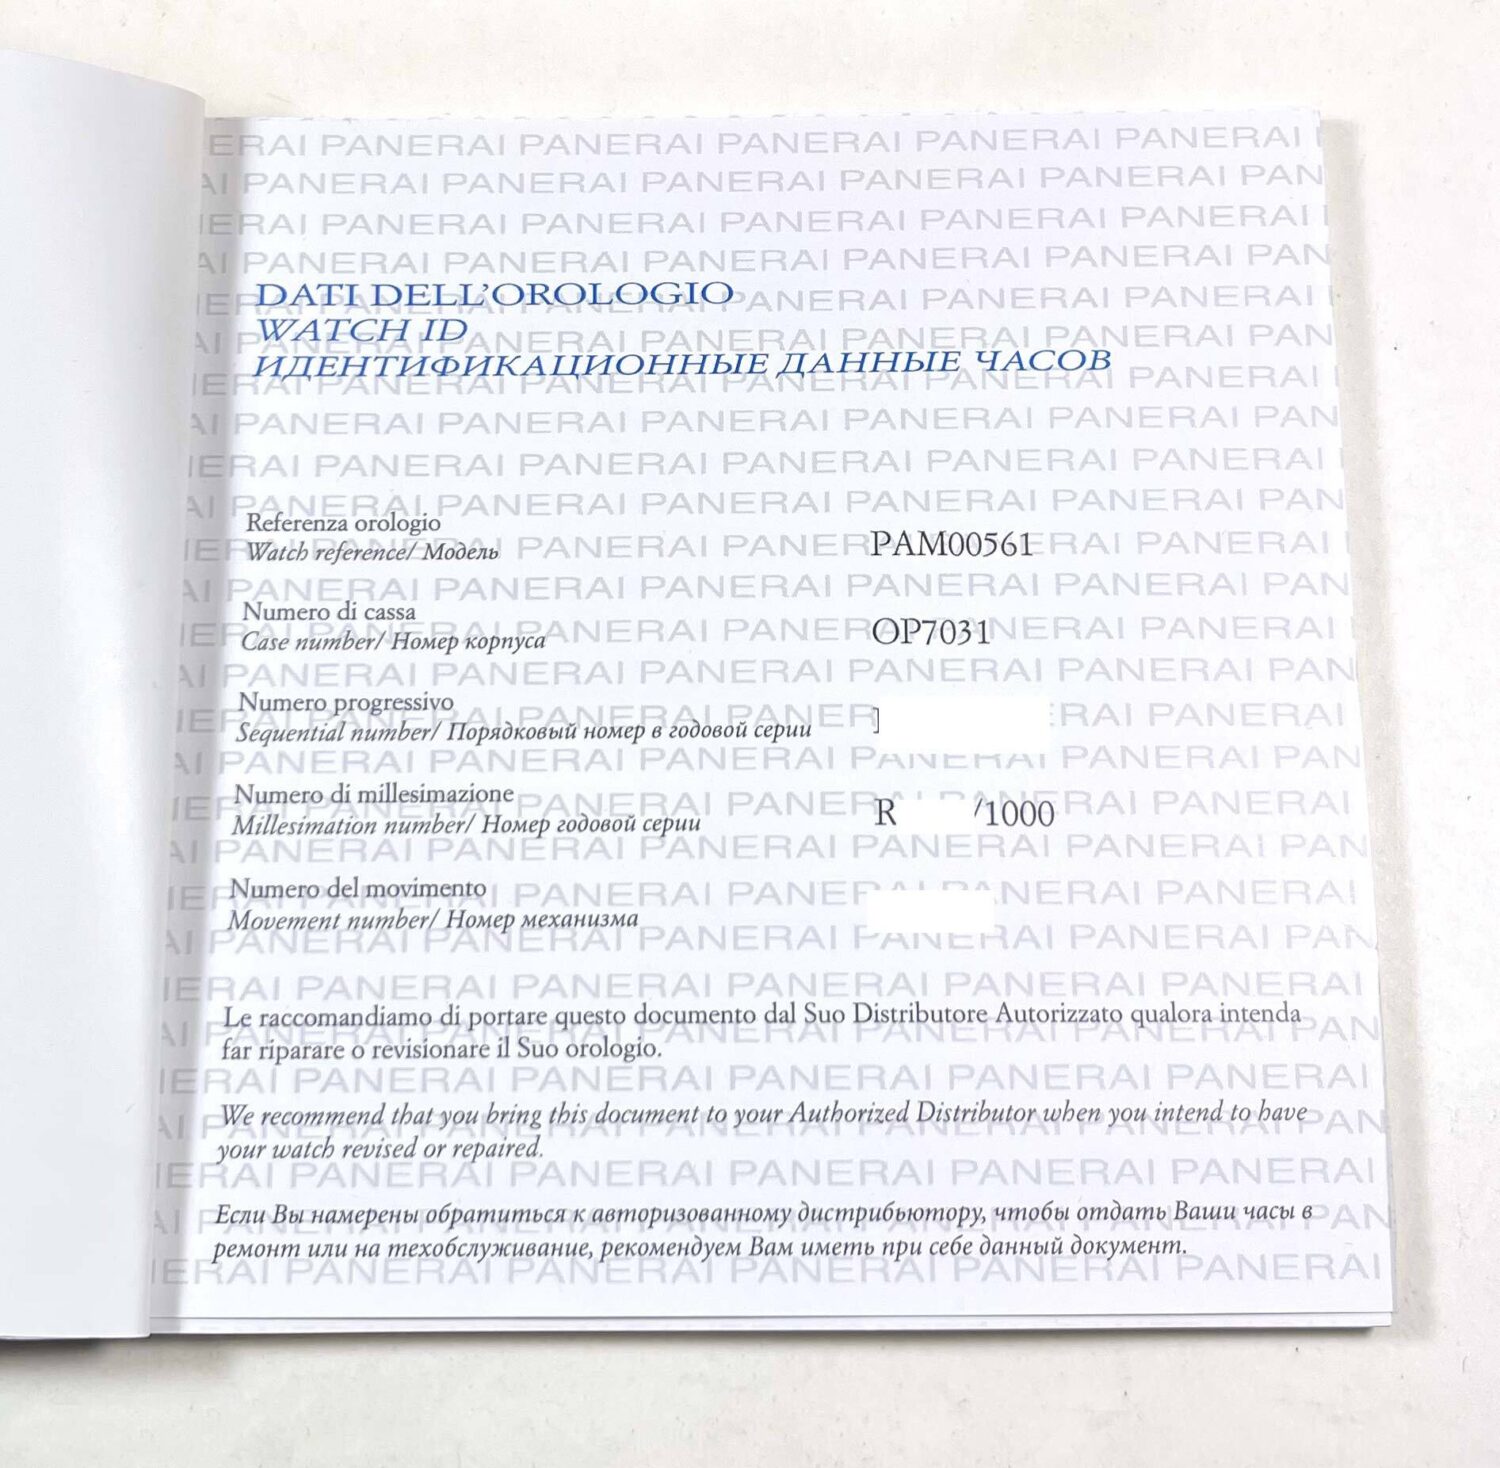 DATI DELL'OROLOGIO
WATCH ID
ИДЕНТИФИКАЦИОННЫЕ ДАННЫЕ ЧАСОВ
Referenza orologio
Watch reference/ Модель PAM00561
Numero di cassa
Case number/ Номер корпуса OP7031
Numero progressivo
Sequential number/ Порядковый номер в годовой серии
Numero di millesimazione
Millesimation number/ Номер годовой серии R /1000
Numero del movimento
Movement number/ Номер механизма
Le raccomandiamo di portare questo documento dal Suo Distributore Autorizzato qualora intenda
far riparare o revisionare il Suo orologio.
We recommend that you bring this document to your Authorized Distributor when you intend to have
your watch revised or repaired.
Если Вы намерены обратиться к авторизованному дистрибьютору, чтобы отдать Ваши часы в
ремонт или на техобслуживание, рекомендуем Вам иметь при себе данный документ.